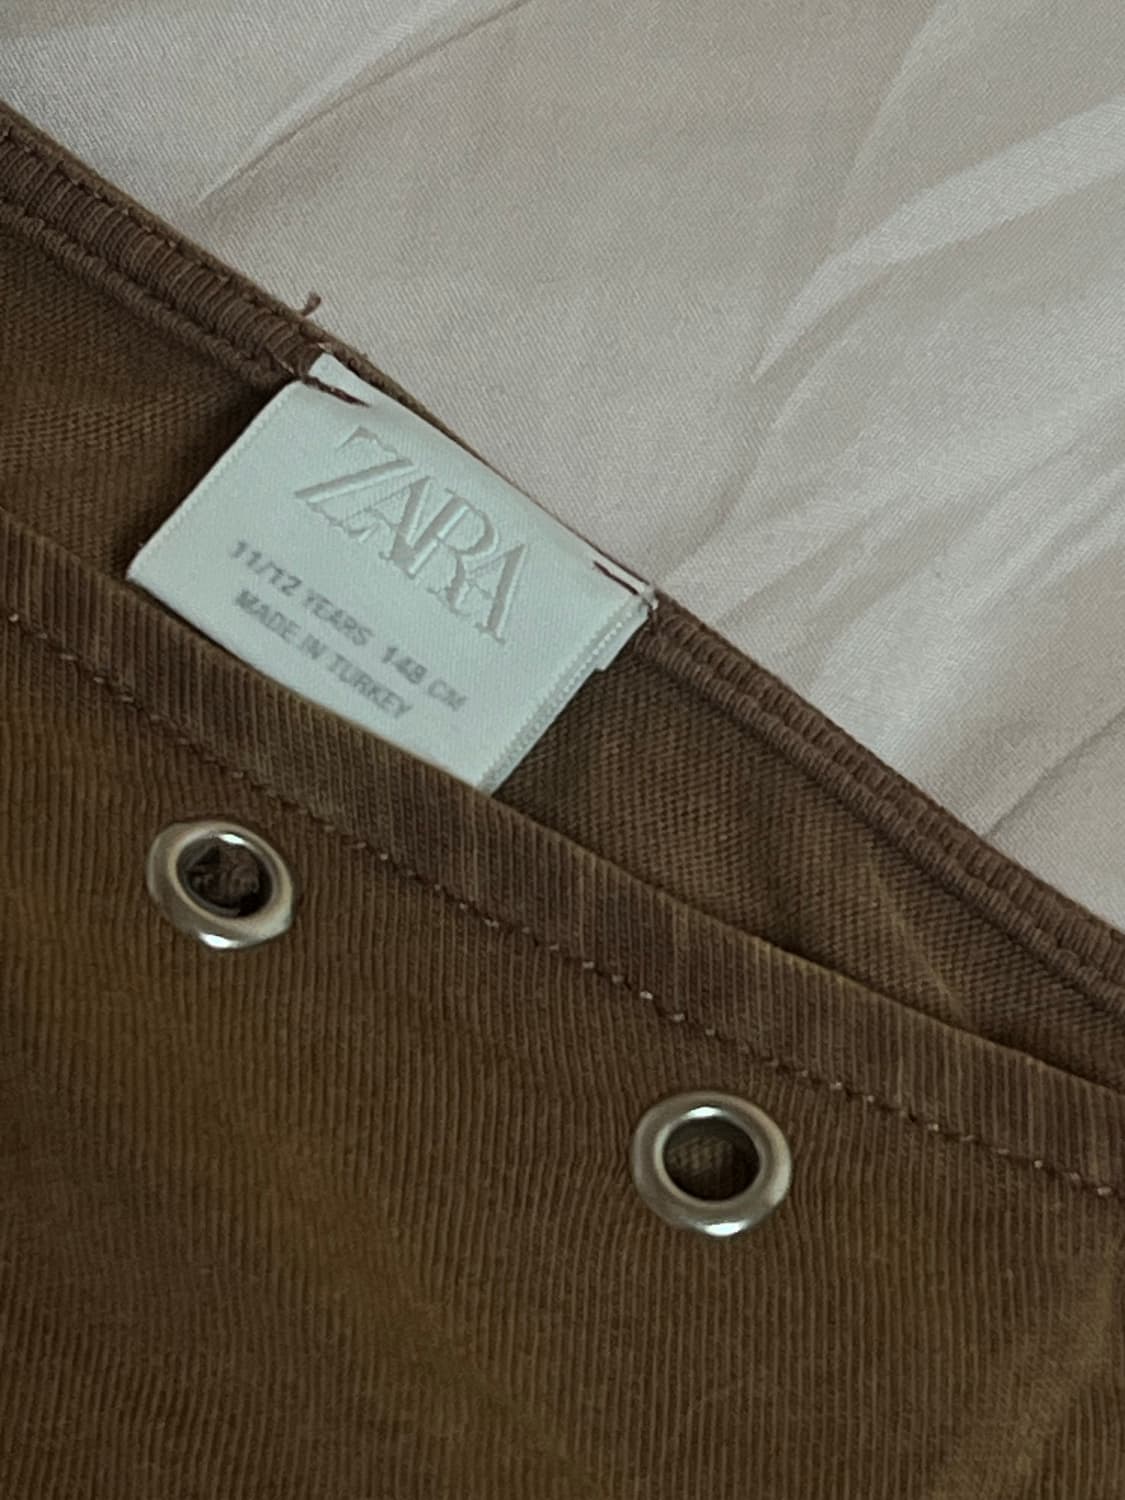 ZARA
11/12 YEARS 148 CM
MADE IN TURKEY